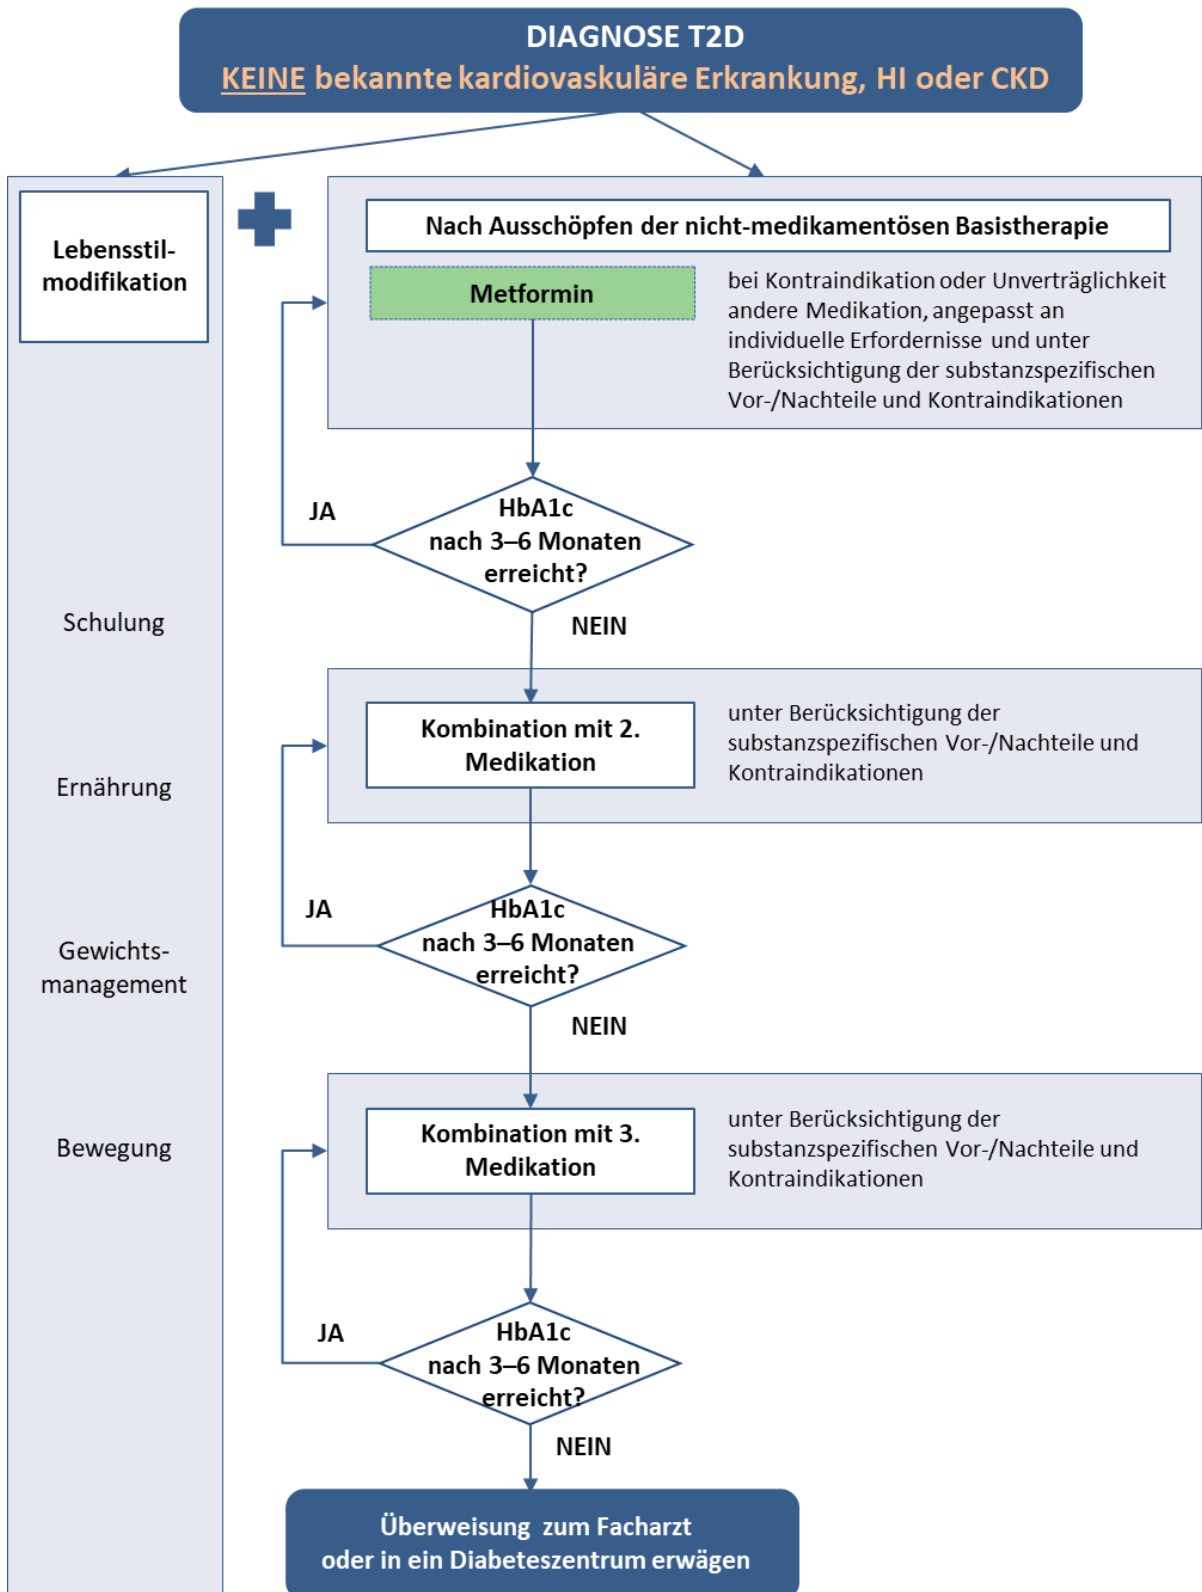 DIAGNOSE T2D
KEINE bekannte kardiovaskuläre Erkrankung, HI oder CKD
Lebensstil-
modifikation
Nach Ausschöpfen der nicht-medikamentösen Basistherapie
Metformin
bei Kontraindikation oder Unverträglichkeit
andere Medikation, angepasst an
individuelle Erfordernisse und unter
Berücksichtigung der substanzspezifischen
Vor-/Nachteile und Kontraindikationen
JA
HbA1c
nach 3–6 Monaten
erreicht?
NEIN
Schulung
Kombination mit 2.
Medikation
unter Berücksichtigung der
substanzspezifischen Vor-/Nachteile und
Kontraindikationen
Ernährung
JA
HbA1c
nach 3–6 Monaten
erreicht?
NEIN
Gewichts-
management
Kombination mit 3.
Medikation
unter Berücksichtigung der
substanzspezifischen Vor-/Nachteile und
Kontraindikationen
Bewegung
JA
HbA1c
nach 3–6 Monaten
erreicht?
NEIN
Überweisung zum Facharzt
oder in ein Diabeteszentrum erwägen